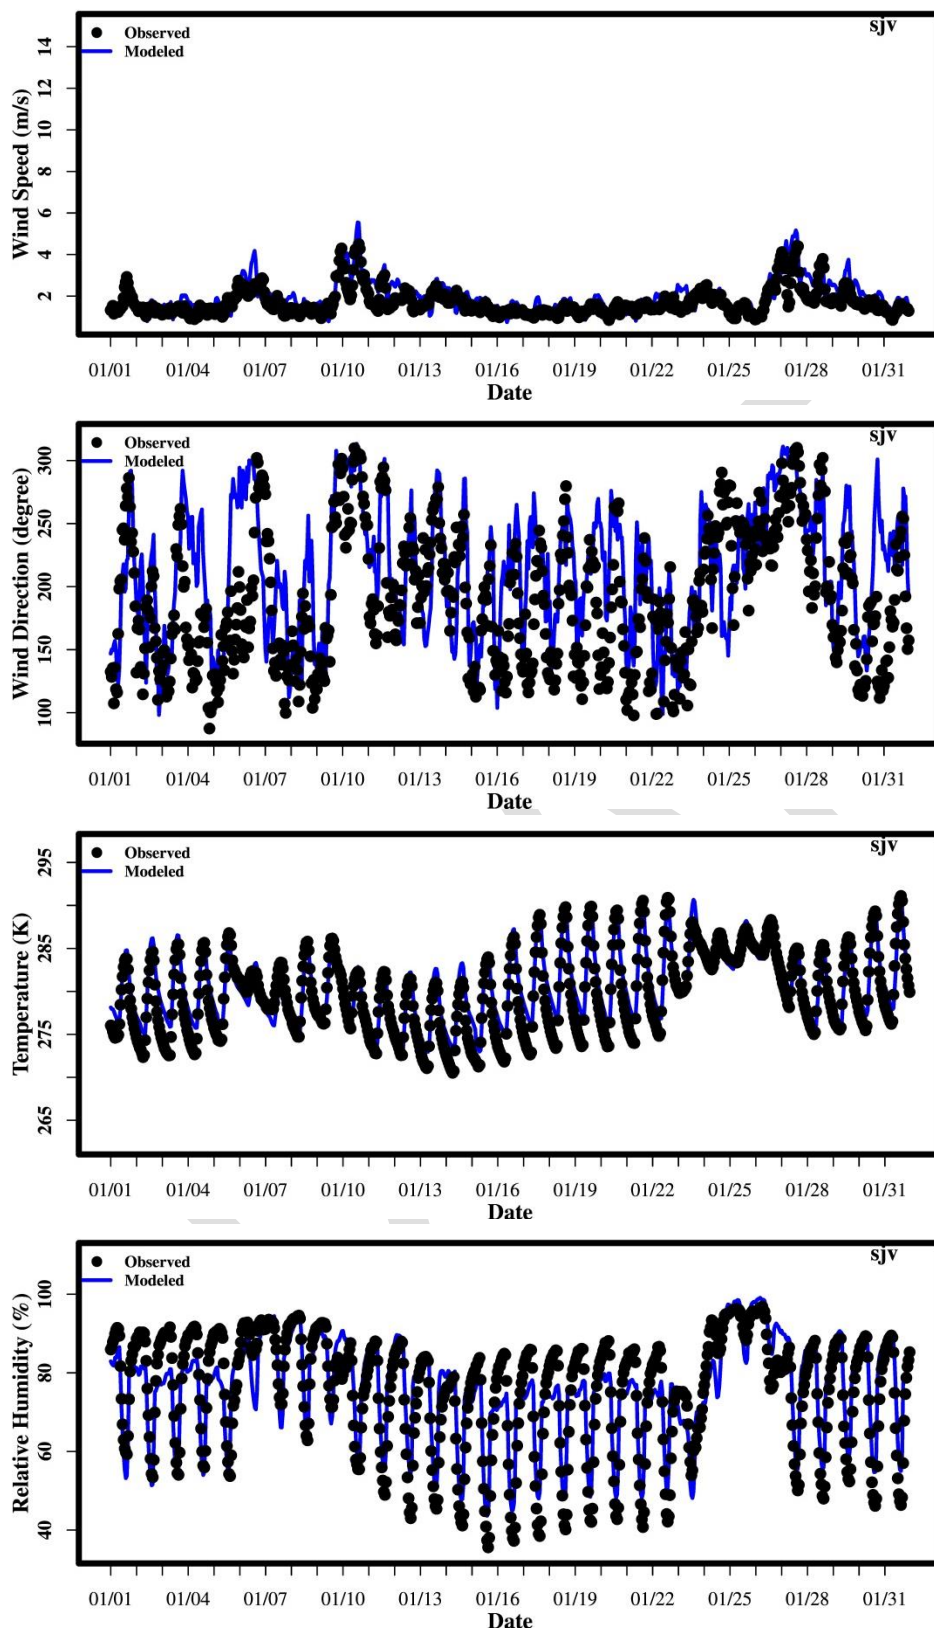 sjv
Observed
Modeled
Wind Speed (m/s)
14
12
10
8
6
4
2
01/01 01/04 01/07 01/10 01/13 01/16 01/19 01/22 01/25 01/28 01/31
Date
sjv
Observed
Modeled
Wind Direction (degree)
300
250
200
150
100
01/01 01/04 01/07 01/10 01/13 01/16 01/19 01/22 01/25 01/28 01/31
Date
sjv
Observed
Modeled
Temperature (K)
295
285
275
265
01/01 01/04 01/07 01/10 01/13 01/16 01/19 01/22 01/25 01/28 01/31
Date
sjv
Observed
Modeled
Relative Humidity (%)
100
80
60
40
01/01 01/04 01/07 01/10 01/13 01/16 01/19 01/22 01/25 01/28 01/31
Date